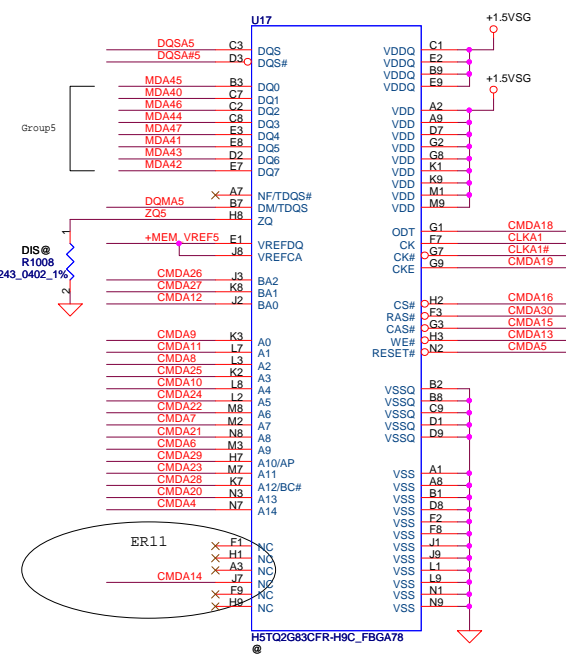 U17
+1.5VSG
DQSA5 C3 DQS VDDQ C1
DQSA#5 D3 DQS# VDDQ E2
VDDQ B9
MDA45 B3 DQ0 VDDQ E9
+1.5VSG
MDA40 C7 DQ1
MDA46 C2 DQ2 VDD A2
MDA44 C8 DQ3 VDD A9
Group5
MDA47 E3 DQ4 VDD D7
MDA41 E8 DQ5 VDD G2
MDA43 D2 DQ6 VDD G8
MDA42 E7 DQ7 VDD K1
VDD K9
A7 NF/TDQS# VDD M1
DQMA5 B7 DM/TDQS VDD M9
ZQ5 H8 ZQ
ODT G1 CMDA18
+MEM_VREF5 E1 VREFDQ CK F7 CLKA1
J8 VREFCA CK# G7 CLKA1#
CKE G9 CMDA19
DIS@
R1008
243_0402_1%
1
2
CMDA26 J3 BA2
CMDA27 K8 BA1 CS# H2 CMDA16
CMDA12 J2 BA0 RAS# F3 CMDA30
CAS# G3 CMDA15
WE# H3 CMDA13
RESET# N2 CMDA5
CMDA9 K3 A0
CMDA11 L7 A1
CMDA8 L3 A2
CMDA25 K2 A3
CMDA10 L8 A4 VSSQ B2
CMDA24 L2 A5 VSSQ B8
CMDA22 M8 A6 VSSQ C9
CMDA7 M2 A7 VSSQ D1
CMDA21 N8 A8 VSSQ D9
CMDA6 M3 A9
CMDA29 H7 A10/AP
CMDA23 M7 A11 VSS A1
CMDA28 K7 A12/BC# VSS A8
CMDA20 N3 A13 VSS B1
CMDA4 N7 A14 VSS D8
VSS F2
VSS F8
ER11
F1 NC VSS J1
H1 NC VSS J9
A3 NC VSS L1
CMDA14 J7 NC VSS L9
F9 NC VSS N1
H9 NC VSS N9
H5TQ2G83CFR-H9C_FBGA78
@